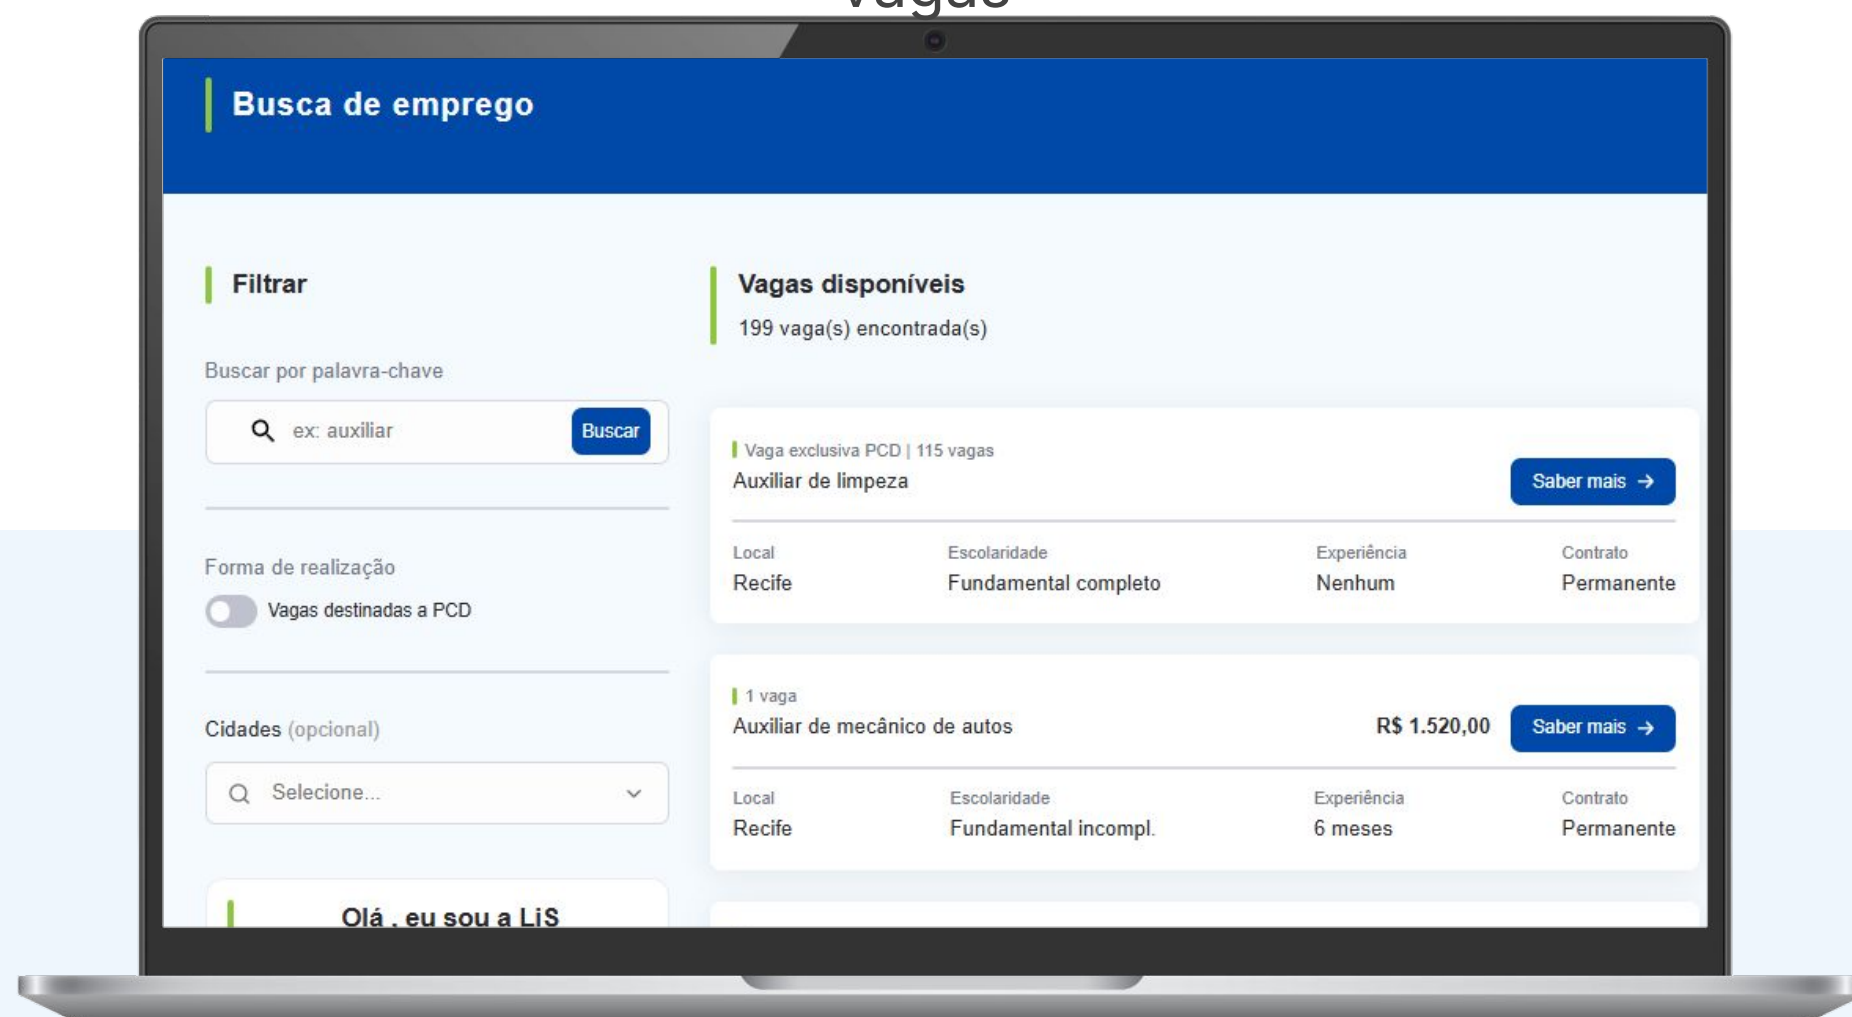 vagas
Busca de emprego
Filtrar
Buscar por palavra-chave
ex: auxiliar
Buscar
Forma de realização
Vagas destinadas a PCD
Cidades (opcional)
Selecione...
Olá , eu sou a LiS
Vagas disponíveis
199 vaga(s) encontrada(s)
Vaga exclusiva PCD | 115 vagas
Auxiliar de limpeza
Saber mais →
Local Escolaridade Experiência Contrato
Recife Fundamental completo Nenhum Permanente
1 vaga
Auxiliar de mecânico de autos R$ 1.520,00 Saber mais →
Local Escolaridade Experiência Contrato
Recife Fundamental incompl. 6 meses Permanente